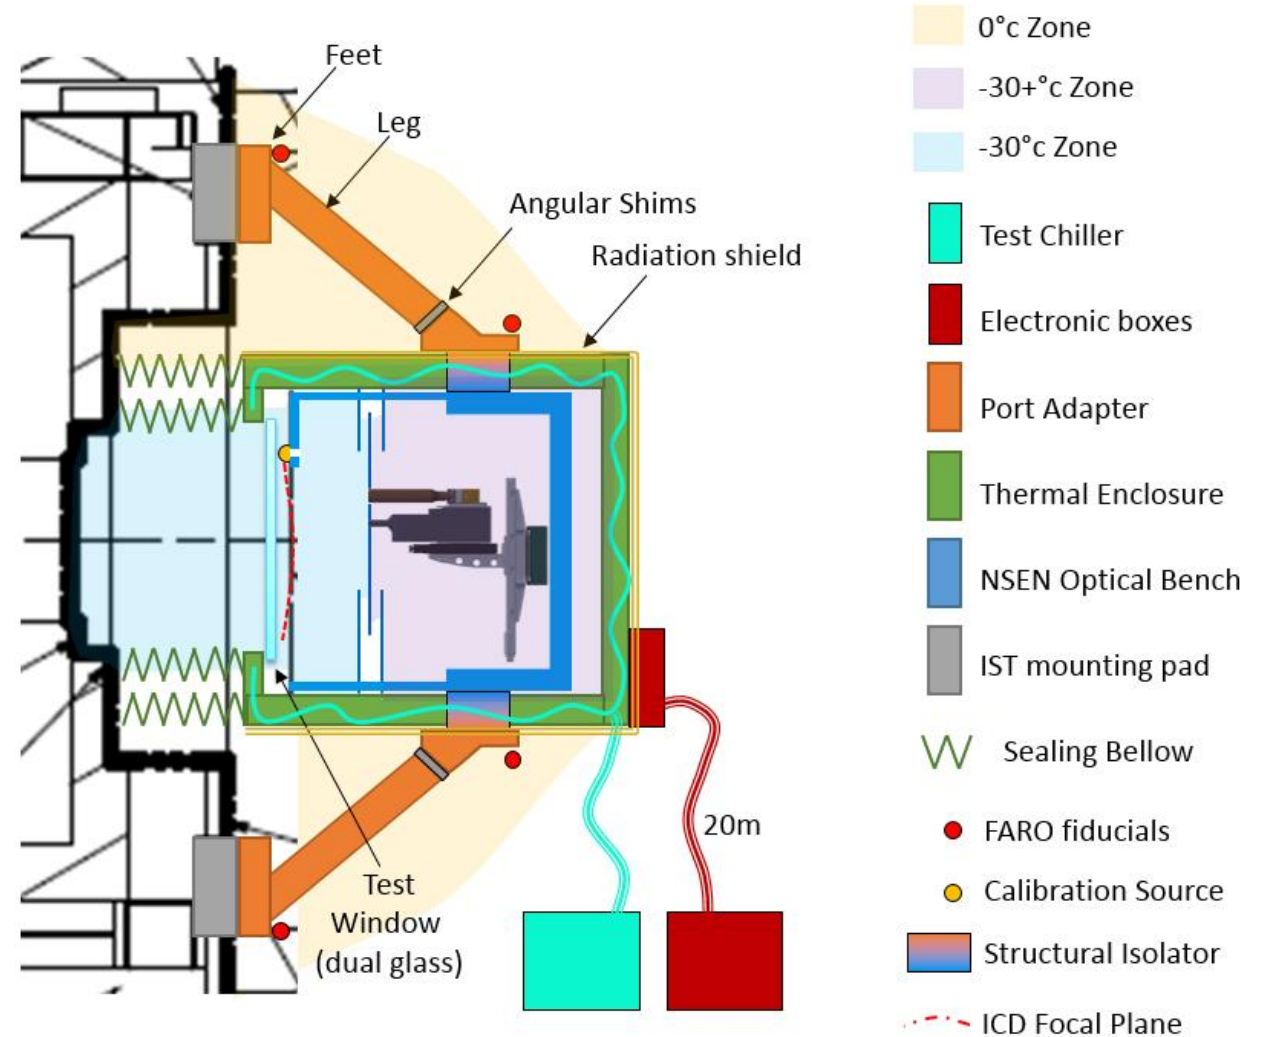 Feet
Leg
Angular Shims
Radiation shield
20m
Test
Window
(dual glass)
0°c Zone
-30+°c Zone
-30°c Zone
Test Chiller
Electronic boxes
Port Adapter
Thermal Enclosure
NSEN Optical Bench
IST mounting pad
Sealing Bellow
FARO fiducials
Calibration Source
Structural Isolator
ICD Focal Plane